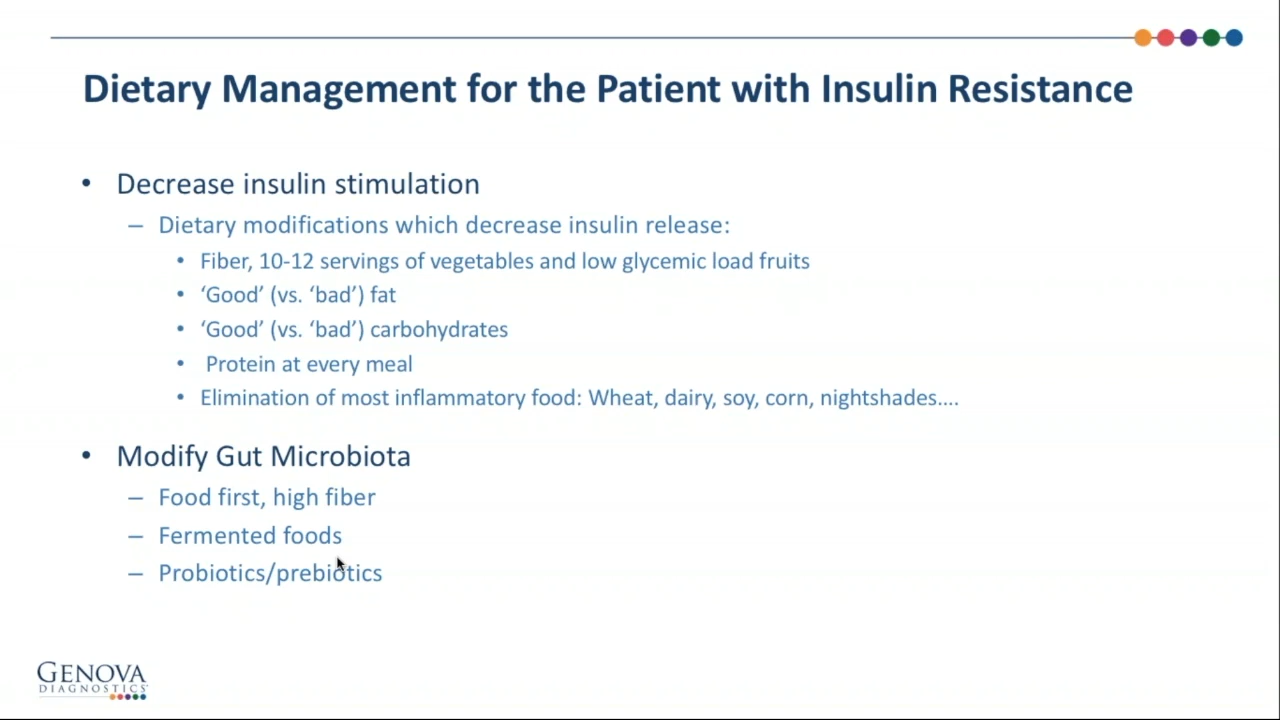 Dietary Management for the Patient with Insulin Resistance
• Decrease insulin stimulation
– Dietary modifications which decrease insulin release:
• Fiber, 10-12 servings of vegetables and low glycemic load fruits
• ‘Good’ (vs. ‘bad’) fat
• ‘Good’ (vs. ‘bad’) carbohydrates
• Protein at every meal
• Elimination of most inflammatory food: Wheat, dairy, soy, corn, nightshades....
• Modify Gut Microbiota
– Food first, high fiber
– Fermented foods
– Probiotics/prebiotics
GENOVA
DIAGNOSTICS